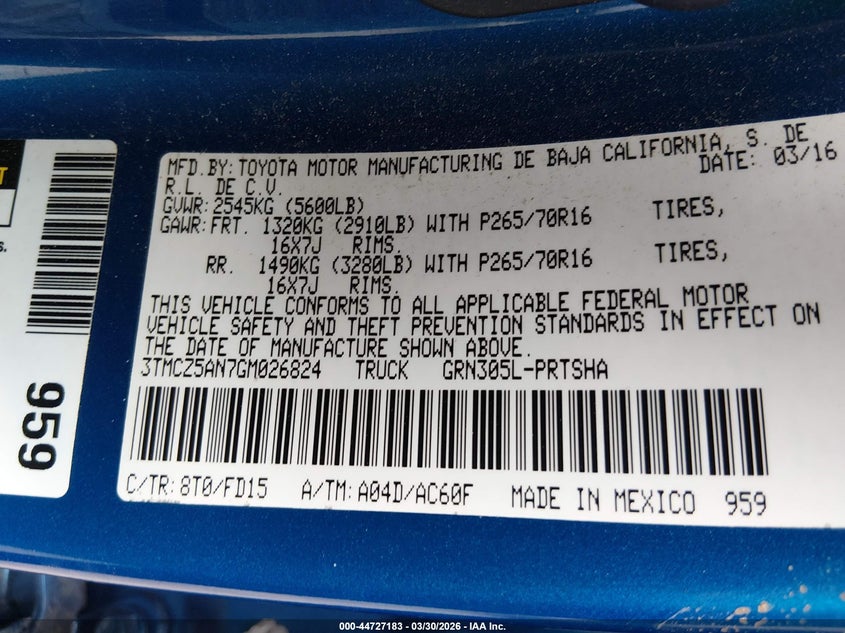 MFD.BY: TOYOTA MOTOR MANUFACTURING DE BAJA CALIFORNIA, S. DE
R.L. DE C.V. DATE: 03/16
GVWR: 2545KG (5600LB)
GAWR: FRT. 1320KG (2910LB) WITH P265/70R16 TIRES,
16X7J RIMS.
RR. 1490KG (3280LB) WITH P265/70R16 TIRES,
16X7J RIMS.
THIS VEHICLE CONFORMS TO ALL APPLICABLE FEDERAL MOTOR
VEHICLE SAFETY AND THEFT PREVENTION STANDARDS IN EFFECT ON
THE DATE OF MANUFACTURE SHOWN ABOVE.
3TMCZ5AN7GM026824 TRUCK GRN305L-PRTSHA
C/TR: 8T0/FD15 A/TM: A04D/AC60F MADE IN MEXICO 959
959
000-44727183 — 03/30/2026 — IAA Inc.